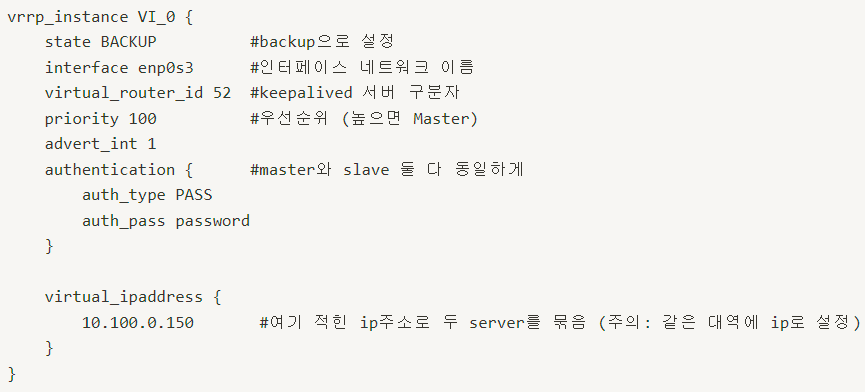 vrrp_instance VI_0 {
    state BACKUP          #backup으로 설정
    interface enp0s3      #인터페이스 네트워크 이름
    virtual_router_id 52  #keepalived 서버 구분자
    priority 100          #우선순위 (높으면 Master)
    advert_int 1
    authentication {      #master와 slave 둘 다 동일하게
        auth_type PASS
        auth_pass password
    }

    virtual_ipaddress {
        10.100.0.150       #여기 적힌 ip주소로 두 server를 묶음 (주의: 같은 대역에 ip로 설정)
    }
}